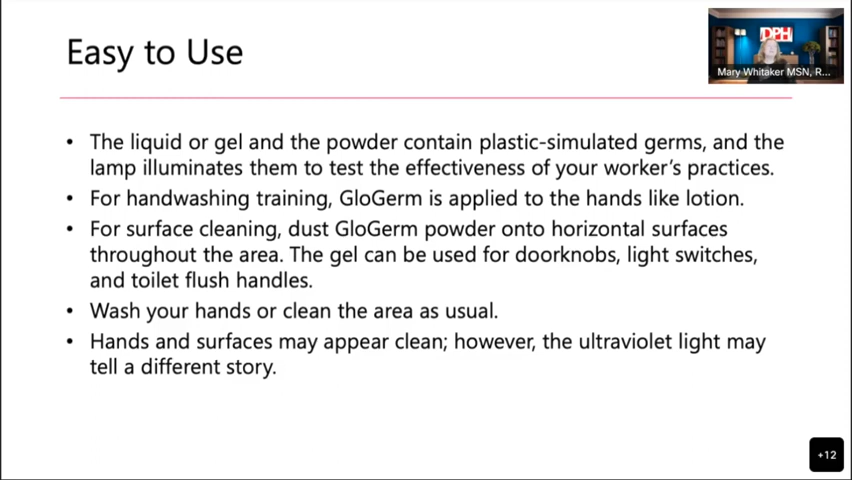 Easy to Use
DPH
Mary Whitaker MSN, R...
• The liquid or gel and the powder contain plastic-simulated germs, and the
lamp illuminates them to test the effectiveness of your worker's practices.
• For handwashing training, GloGerm is applied to the hands like lotion.
• For surface cleaning, dust GloGerm powder onto horizontal surfaces
throughout the area. The gel can be used for doorknobs, light switches,
and toilet flush handles.
• Wash your hands or clean the area as usual.
• Hands and surfaces may appear clean; however, the ultraviolet light may
tell a different story.
+12